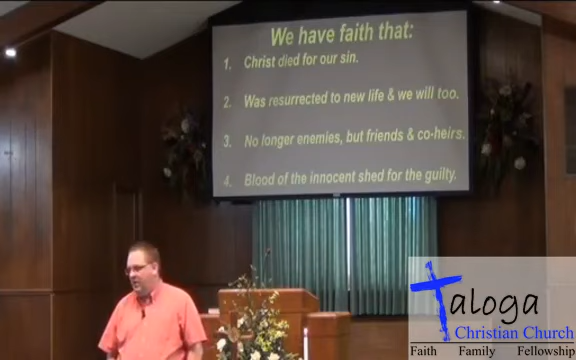 We have faith that:
1. Christ died for our sin.
2. Was resurrected to new life & we will too.
3. No longer enemies, but friends & co-heirs.
4. Blood of the innocent shed for the guilty.
Taloga
Christian Church
Faith Family Fellowship